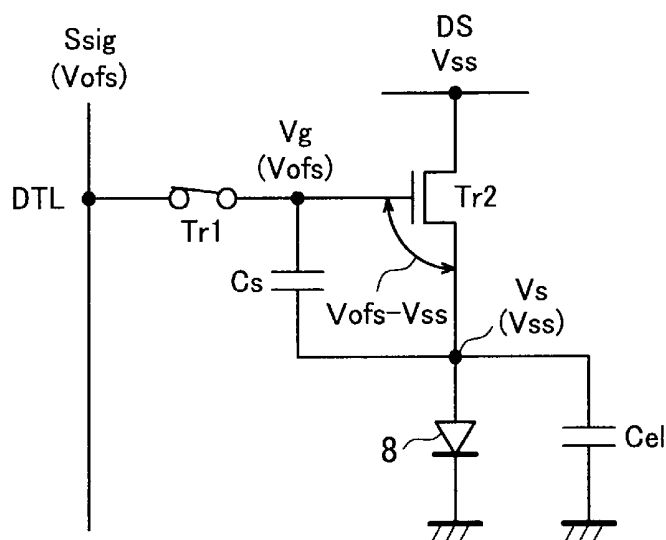 Ssig
(Vofs)
DS
Vss
Vg
(Vofs)
DTL
Tr1
Tr2
Cs
Vofs-Vss
Vs
(Vss)
8
Cel